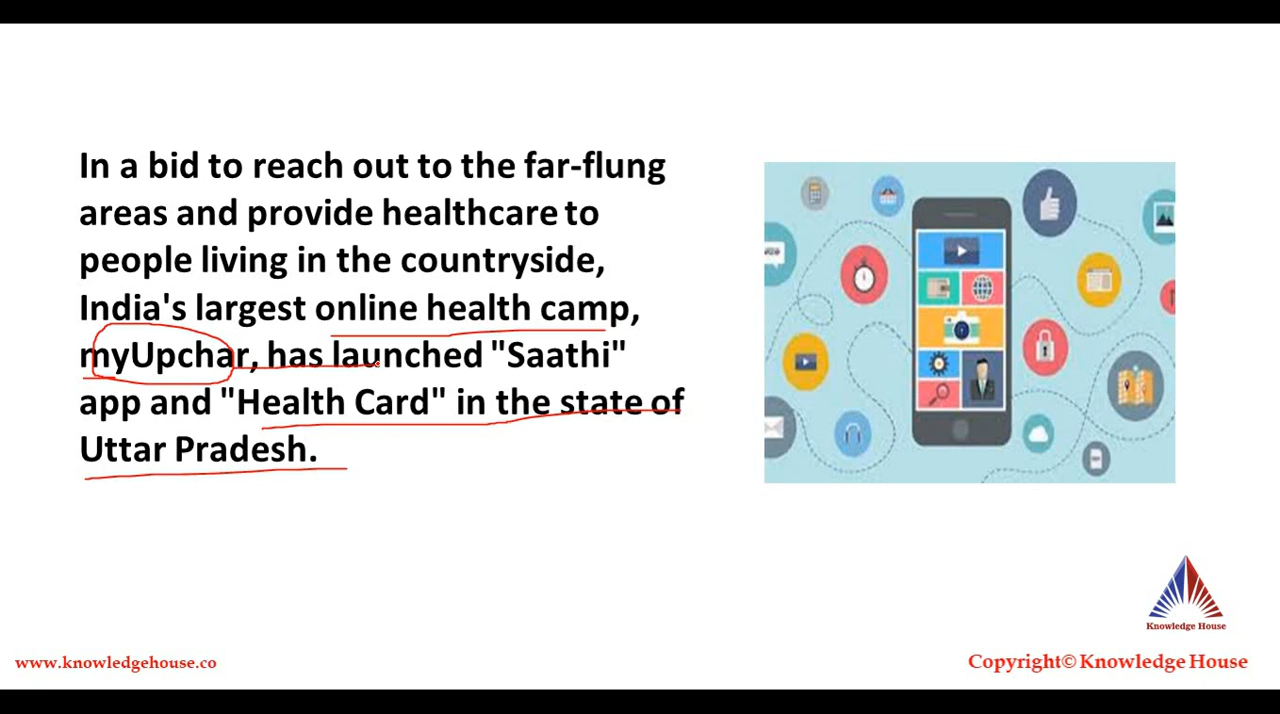 In a bid to reach out to the far-flung
areas and provide healthcare to
people living in the countryside,
India's largest online health camp,
myUpchar, has launched "Saathi"
app and "Health Card" in the state of
Uttar Pradesh.
Knowledge House
www.knowledgehouse.co
Copyright© Knowledge House